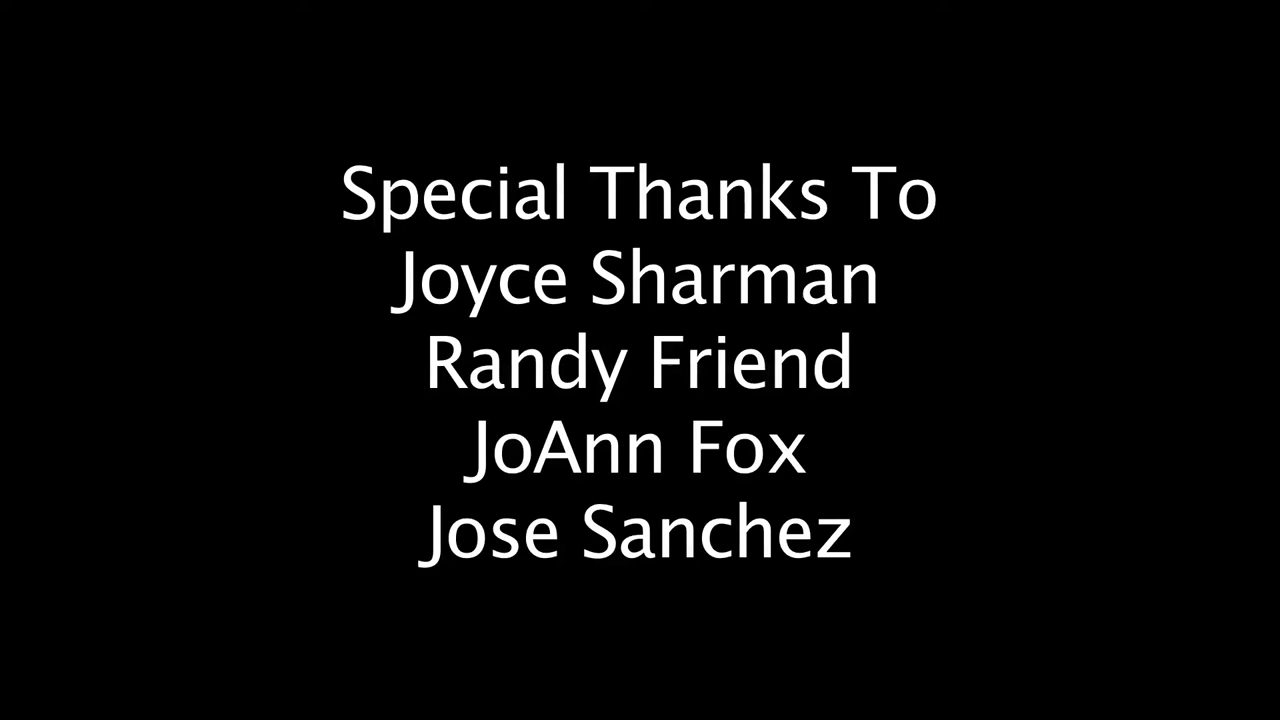 Special Thanks To
Joyce Sharman
Randy Friend
JoAnn Fox
Jose Sanchez